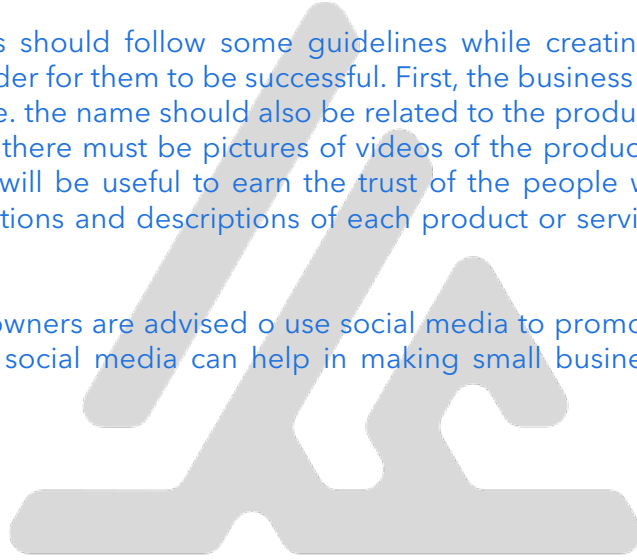 s should follow some guidelines while creatin
der for them to be successful. First, the business
e. the name should also be related to the produ
there must be pictures of videos of the produc
will be useful to earn the trust of the people w
tions and descriptions of each product or servi
owners are advised o use social media to promo
social media can help in making small busine